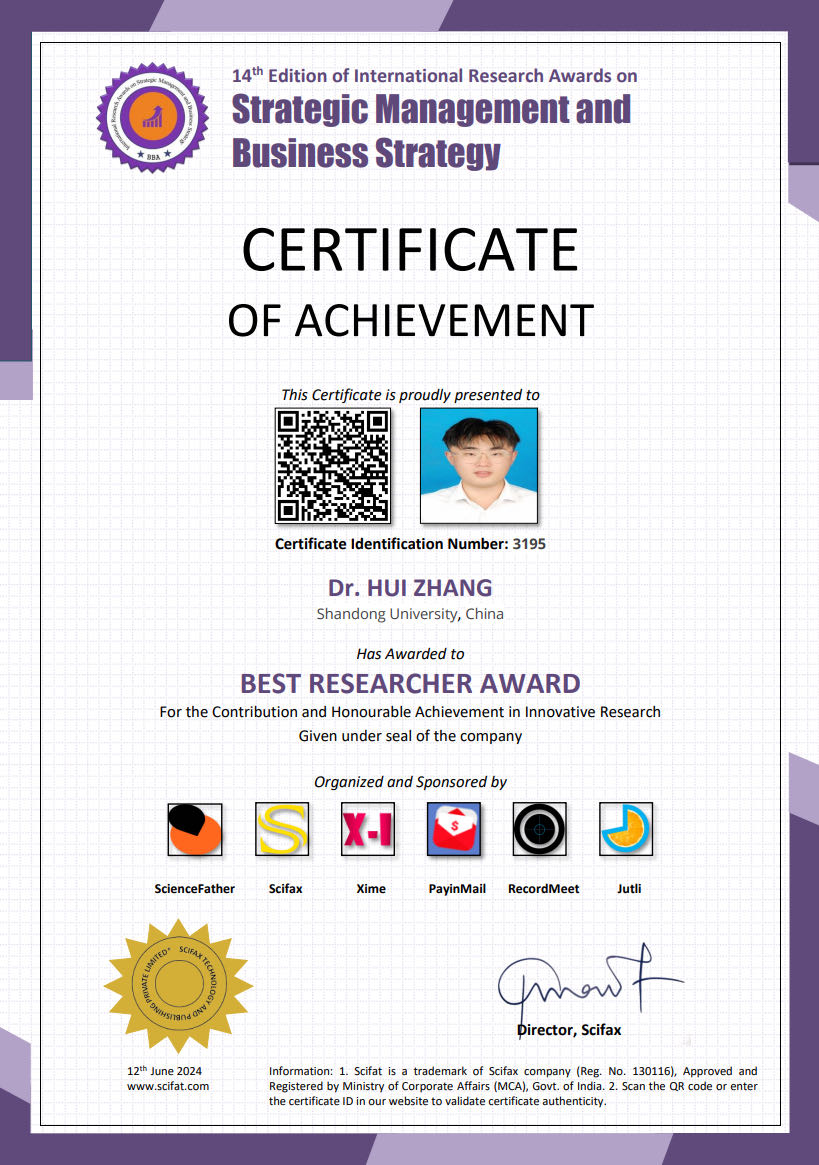 14th Edition of International Research Awards on
Strategic Management and
Business Strategy
International Research Awards on Strategic Management and Business Strategy
★ BBA ★
CERTIFICATE
OF ACHIEVEMENT
This Certificate is proudly presented to
Certificate Identification Number: 3195
Dr. HUI ZHANG
Shandong University, China
Has Awarded to
BEST RESEARCHER AWARD
For the Contribution and Honourable Achievement in Innovative Research
Given under seal of the company
Organized and Sponsored by
X-I
$
ScienceFather Scifax Xime PayinMail RecordMeet Jutli
SCIFAX TECHNOLOGY AND PUBLISHING PRIVATE LIMITED*
Director, Scifax
12th June 2024
www.scifat.com
Information: 1. Scifat is a trademark of Scifax company (Reg. No. 130116), Approved and
Registered by Ministry of Corporate Affairs (MCA), Govt. of India. 2. Scan the QR code or enter
the certificate ID in our website to validate certificate authenticity.